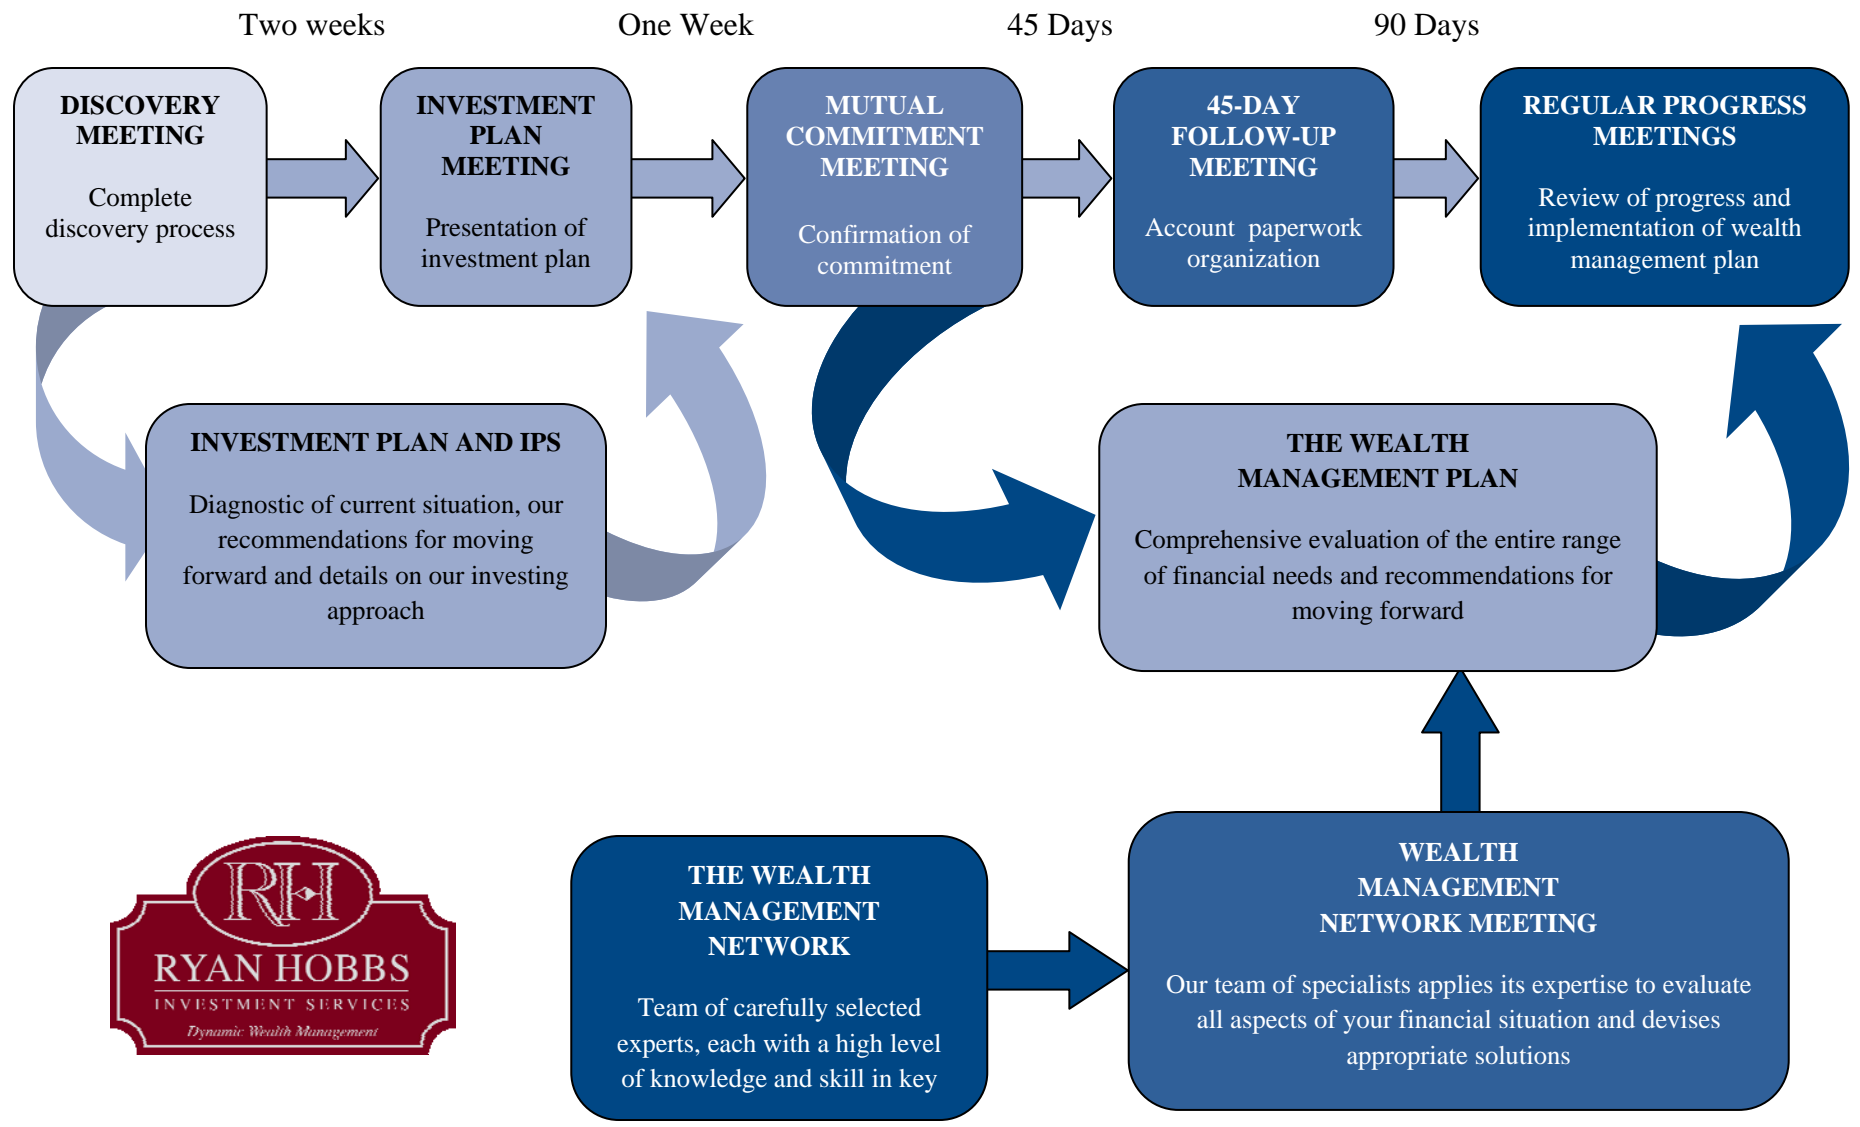 Two weeks
One Week
45 Days
90 Days
DISCOVERY
MEETING
Complete
discovery process
INVESTMENT
PLAN
MEETING
Presentation of
investment plan
MUTUAL
COMMITMENT
MEETING
Confirmation of
commitment
45-DAY
FOLLOW-UP
MEETING
Account paperwork
organization
REGULAR PROGRESS
MEETINGS
Review of progress and
implementation of wealth
management plan
INVESTMENT PLAN AND IPS
Diagnostic of current situation, our
recommendations for moving
forward and details on our investing
approach
THE WEALTH
MANAGEMENT PLAN
Comprehensive evaluation of the entire range
of financial needs and recommendations for
moving forward
RH
RYAN HOBBS
INVESTMENT SERVICES
Dynamic Wealth Management
THE WEALTH
MANAGEMENT
NETWORK
Team of carefully selected
experts, each with a high level
of knowledge and skill in key
WEALTH
MANAGEMENT
NETWORK MEETING
Our team of specialists applies its expertise to evaluate
all aspects of your financial situation and devises
appropriate solutions